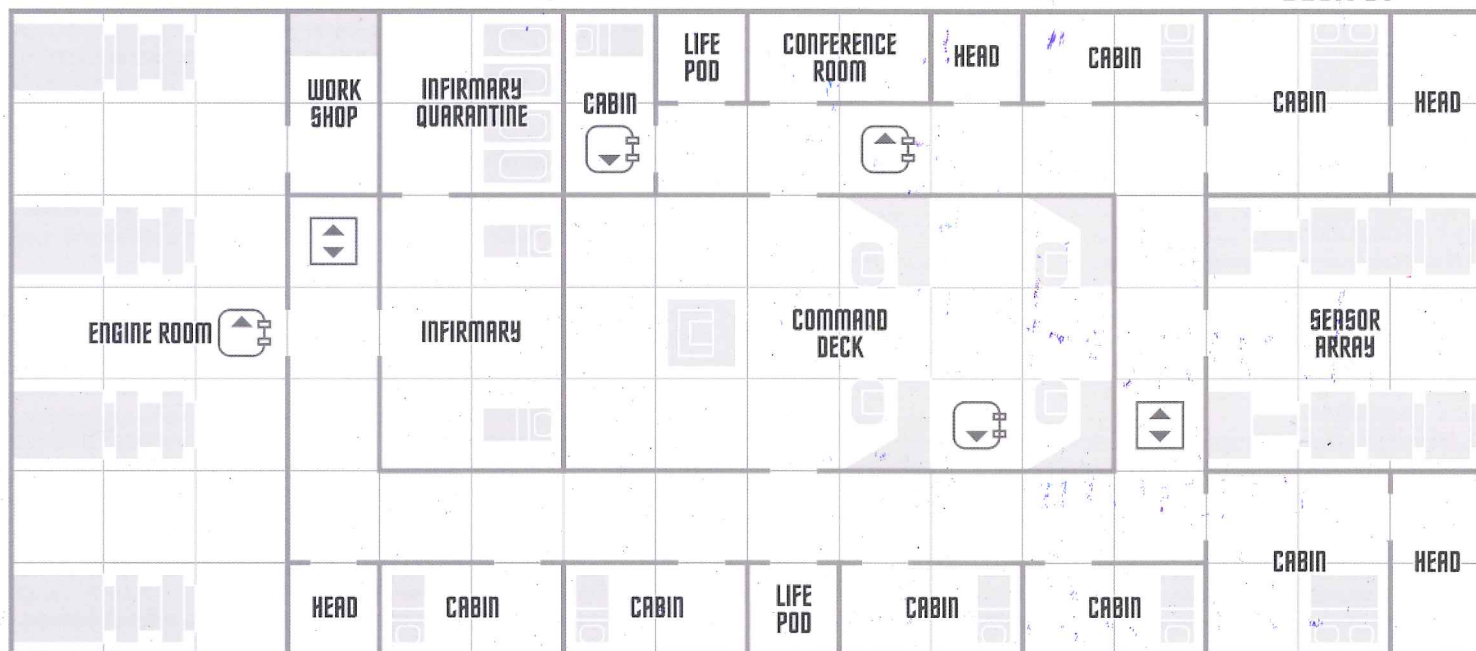 LIFE
POD
CONFERENCE
ROOM
HEAD
CABIN
WORK
SHOP
INFIRMARY
QUARANTINE
CABIN
CABIN
HEAD
ENGINE ROOM
INFIRMARY
COMMAND
DECK
SEASOR
ARRAY
HEAD
CABIN
CABIN
LIFE
POD
CABIN
CABIN
CABIN
HEAD